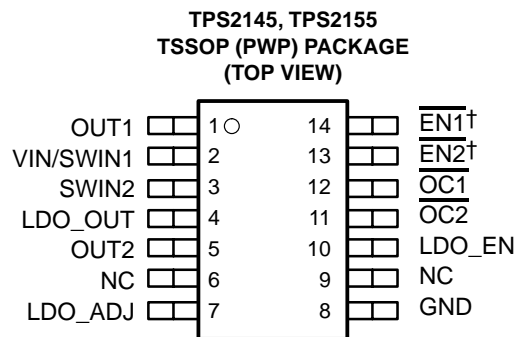 TPS2145, TPS2155
TSSOP (PWP) PACKAGE
(TOP VIEW)
OUT1 1 14 EN1†
VIN/SWIN1 2 13 EN2†
SWIN2 3 12 OC1
LDO_OUT 4 11 OC2
OUT2 5 10 LDO_EN
NC 6 9 NC
LDO_ADJ 7 8 GND